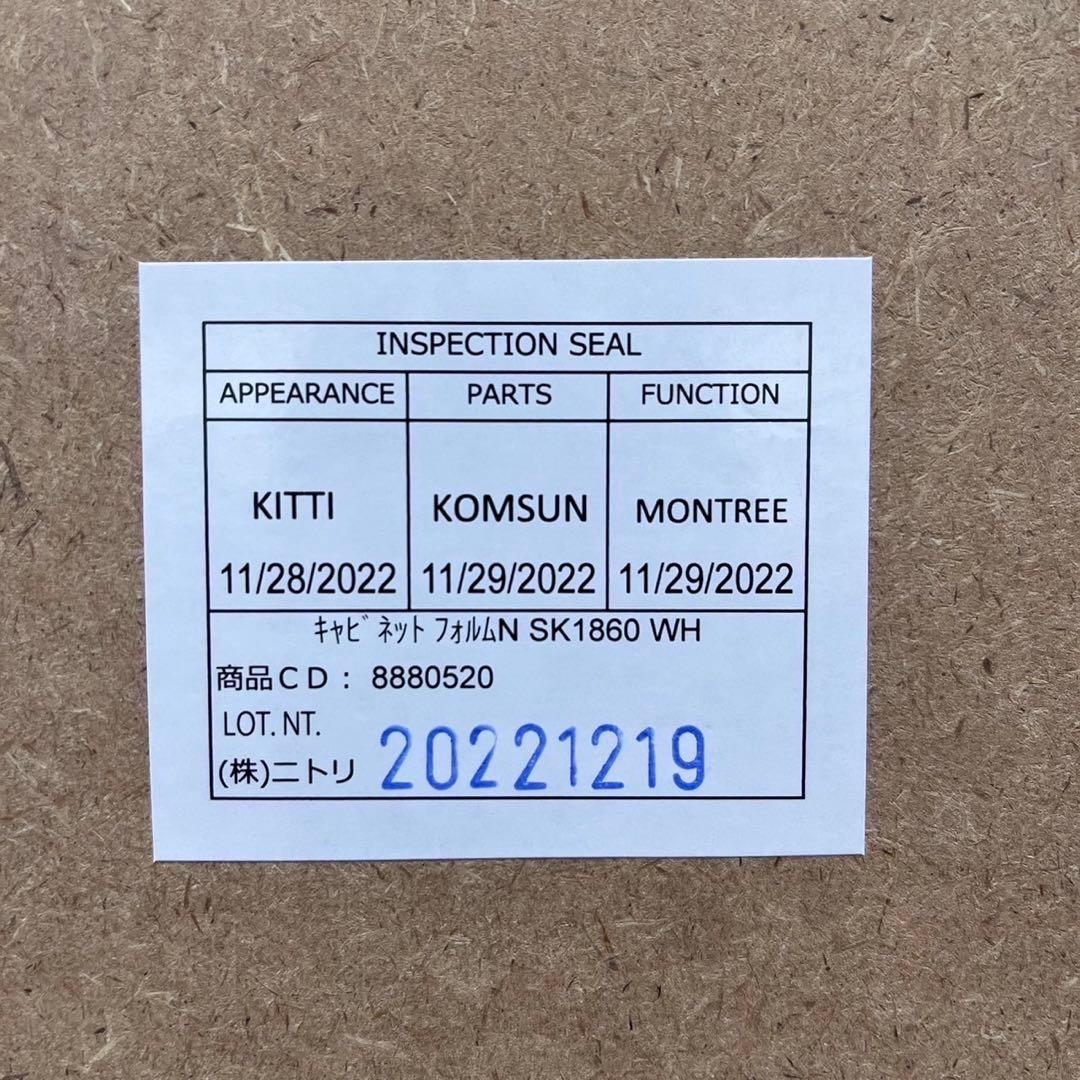 INSPECTION SEAL
APPEARANCE PARTS FUNCTION
KITTI KOMSUN MONTREE
11/28/2022 11/29/2022 11/29/2022
ｷｬﾋﾞﾈｯﾄ ﾌｫﾙﾑN SK1860 WH
商品ＣＤ： 8880520
LOT. NT.
(株)ニトリ 20221219